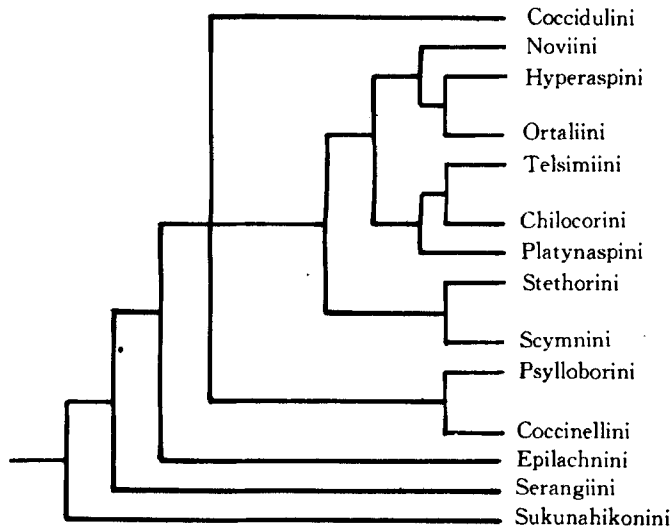 Coccidulini
Noviini
Hyperaspini
Ortaliini
Telsimiini
Chilocorini
Platynaspini
Stethorini
Scymnini
Psylloborini
Coccinellini
Epilachnini
Serangiini
Sukunahikonini